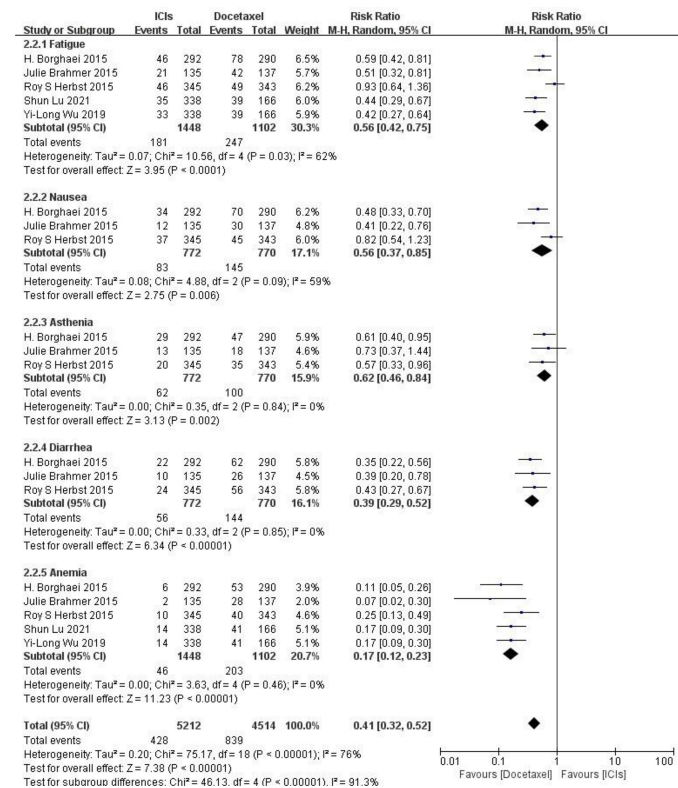 ICIs Docetaxel Risk Ratio Risk Ratio
Study or Subgroup Events Total Events Total Weight M-H, Random, 95% CI M-H, Random, 95% CI
2.2.1 Fatigue
H. Borghaei 2015 46 292 78 290 6.5% 0.59 [0.42, 0.81]
Julie Brahmer 2015 21 135 42 137 5.8% 0.51 [0.32, 0.81]
Roy S Herbst 2015 46 345 49 343 6.2% 0.93 [0.64, 1.36]
Shun Lu 2021 35 338 39 166 6.0% 0.44 [0.29, 0.67]
Yi-Long Wu 2019 33 338 39 166 5.9% 0.42 [0.27, 0.64]
Subtotal (95% CI) 1448 1102 30.3% 0.56 [0.42, 0.75]
Total events 181 247
Heterogeneity: Tau² = 0.07; Chi² = 10.56, df = 4 (P = 0.03); I² = 62%
Test for overall effect: Z = 3.95 (P < 0.0001)
2.2.2 Nausea
H. Borghaei 2015 34 292 70 290 6.2% 0.48 [0.33, 0.70]
Julie Brahmer 2015 12 135 30 137 4.8% 0.41 [0.22, 0.76]
Roy S Herbst 2015 37 345 45 343 6.0% 0.82 [0.54, 1.23]
Subtotal (95% CI) 772 770 17.1% 0.56 [0.37, 0.85]
Total events 83 145
Heterogeneity: Tau² = 0.08; Chi² = 4.88, df = 2 (P = 0.09); I² = 59%
Test for overall effect: Z = 2.75 (P = 0.006)
2.2.3 Asthenia
H. Borghaei 2015 29 292 47 290 5.9% 0.61 [0.40, 0.95]
Julie Brahmer 2015 13 135 18 137 4.6% 0.73 [0.37, 1.44]
Roy S Herbst 2015 20 345 35 343 5.4% 0.57 [0.33, 0.96]
Subtotal (95% CI) 772 770 15.9% 0.62 [0.46, 0.84]
Total events 62 100
Heterogeneity: Tau² = 0.00; Chi² = 0.35, df = 2 (P = 0.84); I² = 0%
Test for overall effect: Z = 3.13 (P = 0.002)
2.2.4 Diarrhea
H. Borghaei 2015 22 292 62 290 5.8% 0.35 [0.22, 0.56]
Julie Brahmer 2015 10 135 26 137 4.5% 0.39 [0.20, 0.78]
Roy S Herbst 2015 24 345 56 343 5.8% 0.43 [0.27, 0.67]
Subtotal (95% CI) 772 770 16.1% 0.39 [0.29, 0.52]
Total events 56 144
Heterogeneity: Tau² = 0.00; Chi² = 0.33, df = 2 (P = 0.85); I² = 0%
Test for overall effect: Z = 6.34 (P < 0.00001)
2.2.5 Anemia
H. Borghaei 2015 6 292 53 290 3.9% 0.11 [0.05, 0.26]
Julie Brahmer 2015 2 135 28 137 2.0% 0.07 [0.02, 0.30]
Roy S Herbst 2015 10 345 40 343 4.6% 0.25 [0.13, 0.49]
Shun Lu 2021 14 338 41 166 5.1% 0.17 [0.09, 0.30]
Yi-Long Wu 2019 14 338 41 166 5.1% 0.17 [0.09, 0.30]
Subtotal (95% CI) 1448 1102 20.7% 0.17 [0.12, 0.23]
Total events 46 203
Heterogeneity: Tau² = 0.00; Chi² = 3.63, df = 4 (P = 0.46); I² = 0%
Test for overall effect: Z = 11.23 (P < 0.00001)
Total (95% CI) 5212 4514 100.0% 0.41 [0.32, 0.52]
Total events 428 839
Heterogeneity: Tau² = 0.20; Chi² = 75.17, df = 18 (P < 0.00001); I² = 76%
Test for overall effect: Z = 7.38 (P < 0.00001)
Test for subgroup differences: Chi² = 46.13, df = 4 (P < 0.00001), I² = 91.3%
0.01 0.1 1 10 100
Favours [Docetaxel] Favours [ICIs]